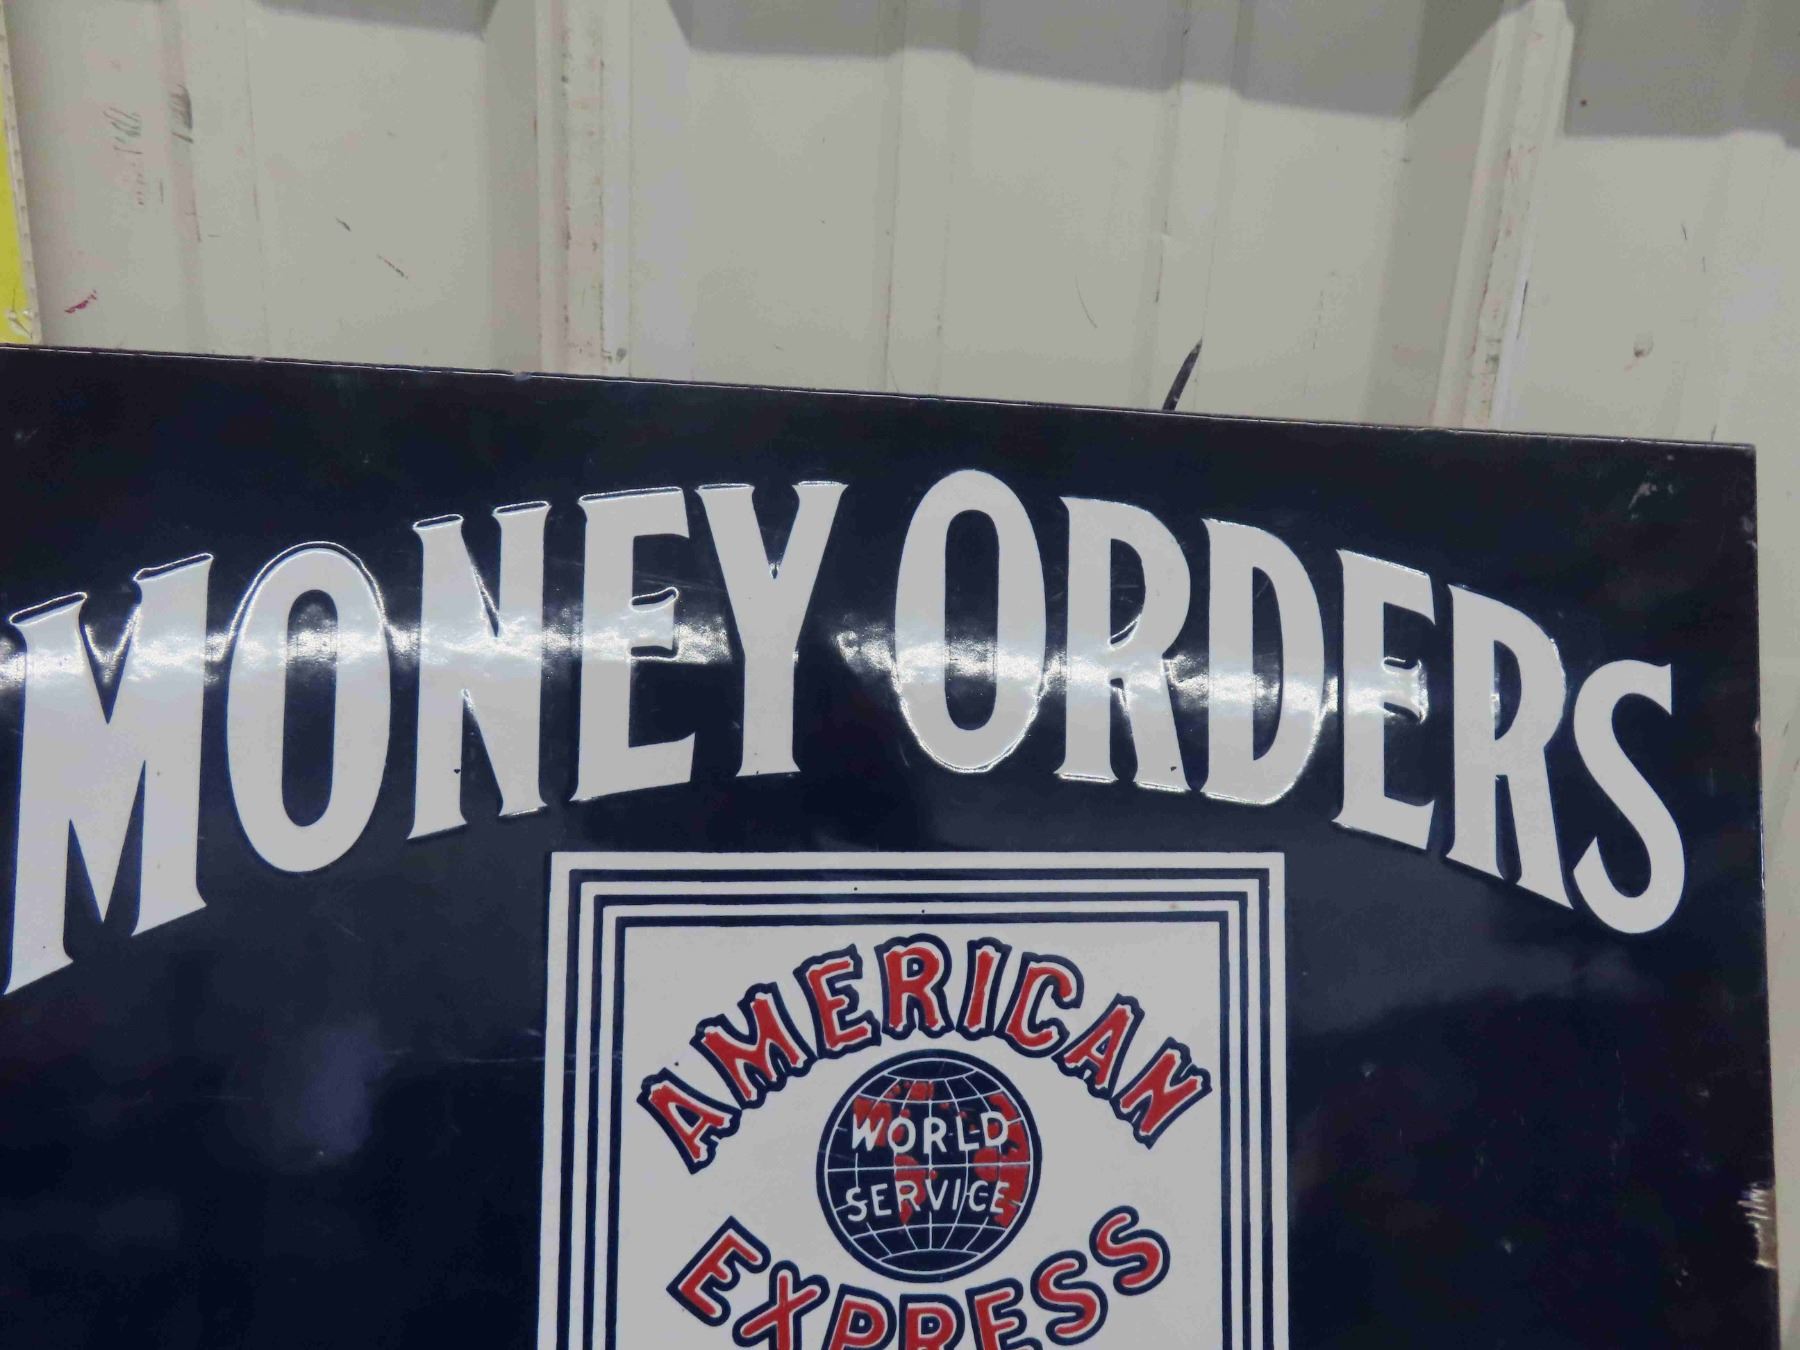 MONEY ORDERS
AMERICAN
WORLD
SERVICE
EXPRESS